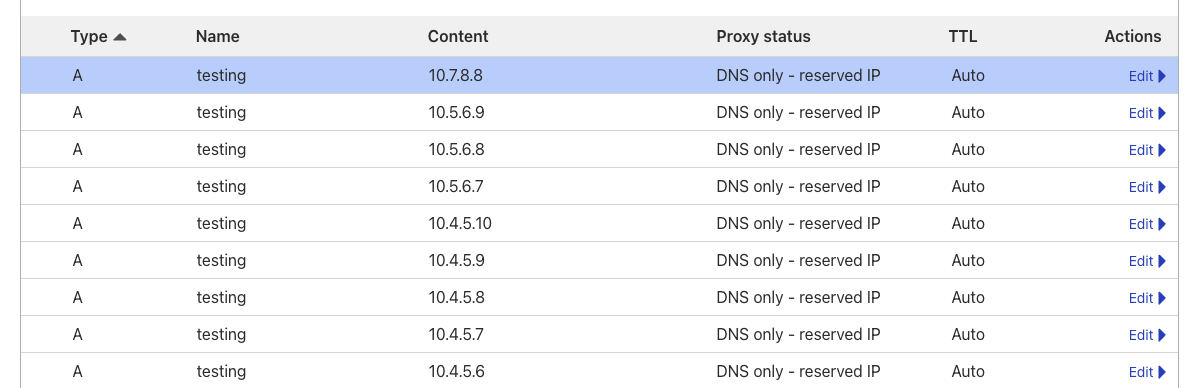 Type Name Content Proxy status TTL Actions
A testing 10.7.8.8 DNS only - reserved IP Auto Edit
A testing 10.5.6.9 DNS only - reserved IP Auto Edit
A testing 10.5.6.8 DNS only - reserved IP Auto Edit
A testing 10.5.6.7 DNS only - reserved IP Auto Edit
A testing 10.4.5.10 DNS only - reserved IP Auto Edit
A testing 10.4.5.9 DNS only - reserved IP Auto Edit
A testing 10.4.5.8 DNS only - reserved IP Auto Edit
A testing 10.4.5.7 DNS only - reserved IP Auto Edit
A testing 10.4.5.6 DNS only - reserved IP Auto Edit